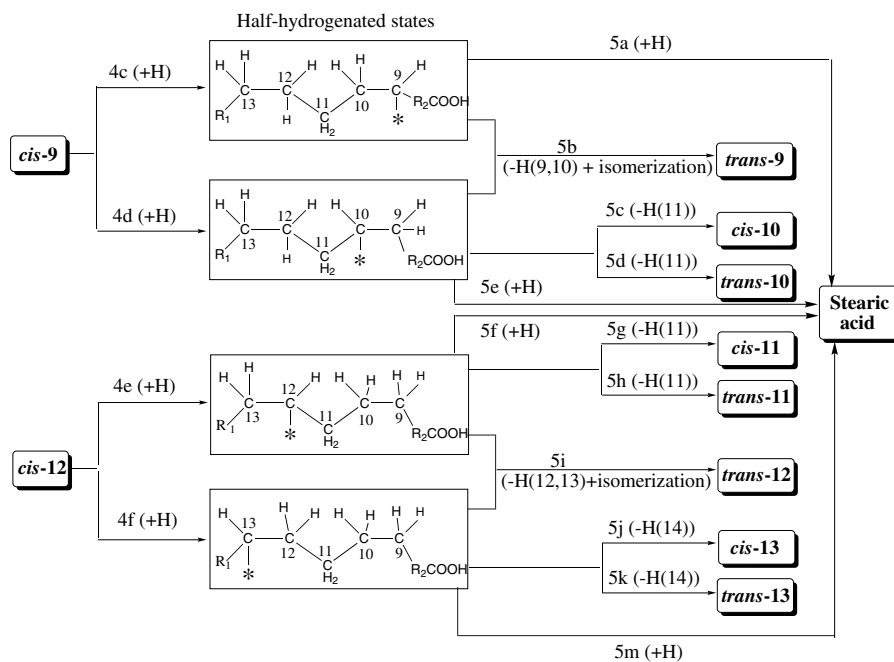 Half-hydrogenated states
4c (+H)
5a (+H)
H H
12 H
H H
9 H
C C C C
13 10
R1 H 11 C H2 * R2COOH
cis-9
5b
(-H(9,10) + isomerization)
trans-9
4d (+H)
H H
12 H
H 10
9 H
C C C C-H
13
R1 H 11 C H2 * R2COOH
5c (-H(11))
cis-10
5d (-H(11))
trans-10
5e (+H)
Stearic
acid
5f (+H)
4e (+H)
H H
12 H
H H
H H
C C C C
13 10 9
R1 * 11 C H2 R2COOH
5g (-H(11))
cis-11
5h (-H(11))
trans-11
cis-12
5i
(-H(12,13)+isomerization)
trans-12
4f (+H)
H 13
H H
H H
H H
C C C C
12 10 9
R1 * 11 C H2 R2COOH
5j (-H(14))
cis-13
5k (-H(14))
trans-13
5m (+H)